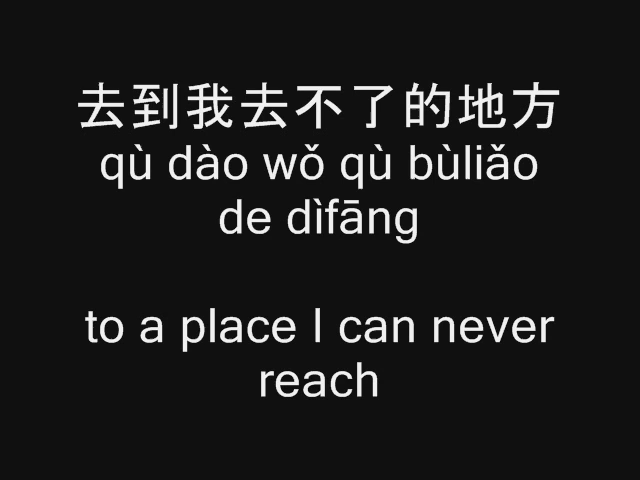 去到我去不了的地方
qù dào wǒ qù bùliǎo
de dìfāng
to a place I can never
reach